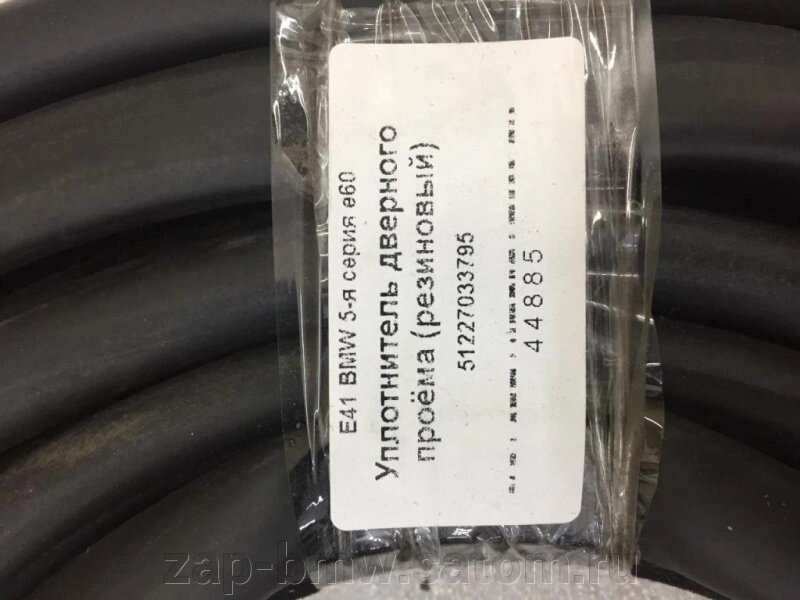 E41 BMW 5-я серия e60
Уплотнитель дверного
проёма (резиновый)
51227033795
44885
zap-bmw.satom.ru